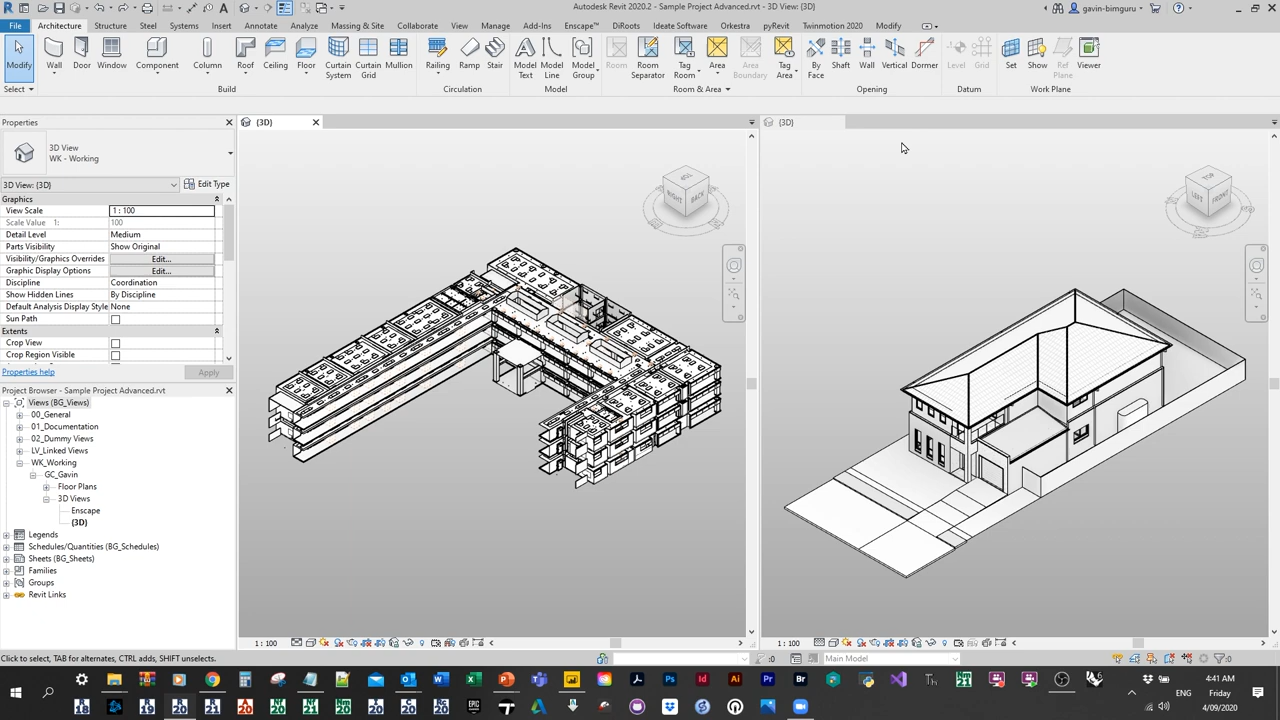 Autodesk Revit 2020.2 - Sample Project Advanced.rvt - 3D View: {3D}
gavin-bimguru
File Architecture Structure Steel Systems Insert Annotate Analyze Massing & Site Collaborate View Manage Add-Ins Enscape™ DiRoots Ideate Software Orkestra pyRevit Twinmotion 2020 Modify
Modify Wall Door Window Component Column Roof Ceiling Floor Curtain System Curtain Grid Mullion Railing Ramp Stair Model Text Model Line Model Group Room Room Separator Tag Room Area Area Boundary Tag Area By Face Shaft Wall Vertical Dormer Level Grid Set Show Ref Plane Viewer
Select Build Circulation Model Room & Area Opening Datum Work Plane
Properties
{3D}
{3D}
3D View
WK - Working
3D View: {3D}
Edit Type
Graphics
View Scale 1 : 100
Scale Value 1: 100
Detail Level Medium
Parts Visibility Show Original
Visibility/Graphics Overrides Edit...
Graphic Display Options Edit...
Discipline Coordination
Show Hidden Lines By Discipline
Default Analysis Display Style None
Sun Path
Extents
Crop View
Crop Region Visible
Properties help
Apply
Project Browser - Sample Project Advanced.rvt
Views (BG_Views)
00_General
01_Documentation
02_Dummy Views
LV_Linked Views
WK_Working
GC_Gavin
Floor Plans
3D Views
Enscape
{3D}
Legends
Schedules/Quantities (BG_Schedules)
Sheets (BG_Sheets)
Families
Groups
Revit Links
RIGHT BACK
TOP LEFT FRONT
1 : 100
1 : 100
Click to select, TAB for alternates, CTRL adds, SHIFT unselects.
:0
Main Model
:0
4:41 AM
ENG
Friday
4/09/2020